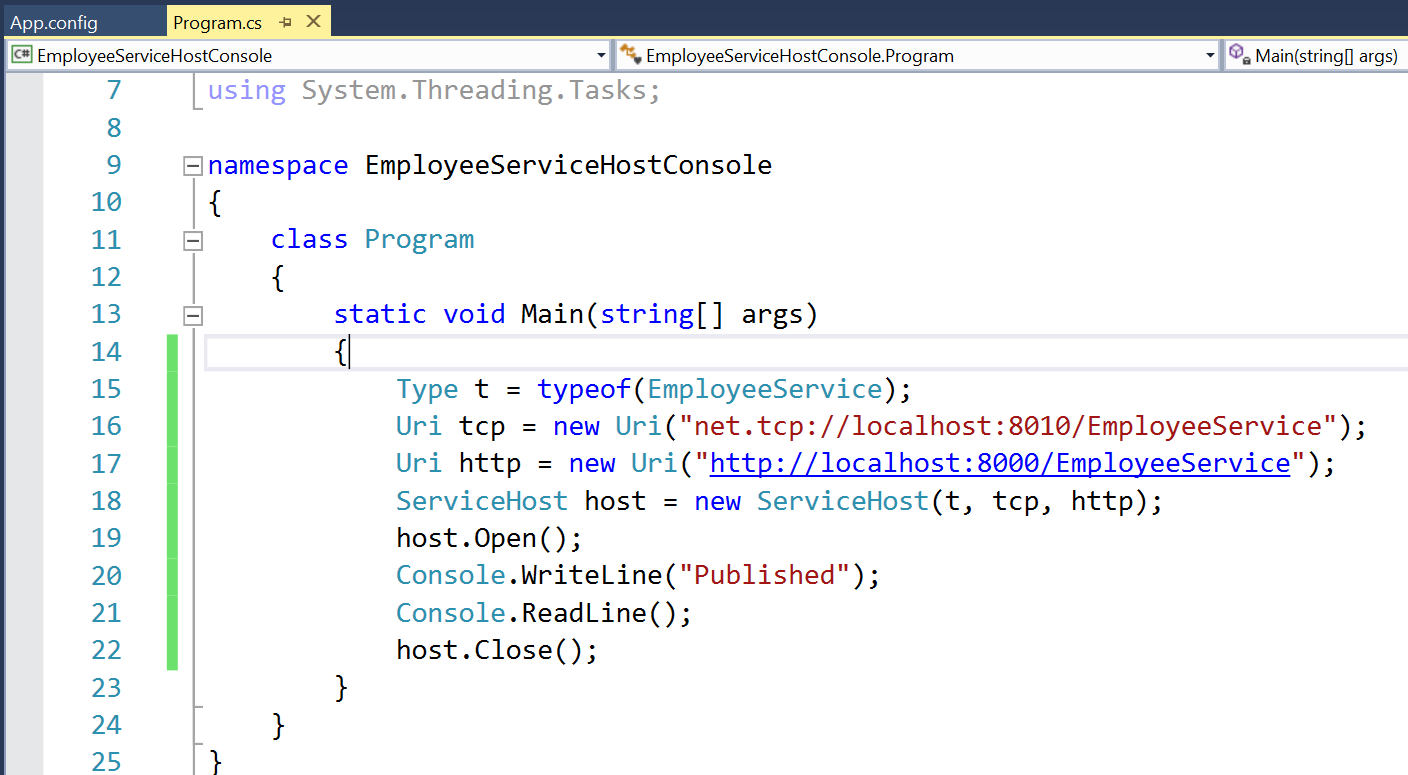 App.config Program.cs
C# EmployeeServiceHostConsole EmployeeServiceHostConsole.Program Main(string[] args)
7 using System.Threading.Tasks;
8
9 namespace EmployeeServiceHostConsole
10 {
11     class Program
12     {
13         static void Main(string[] args)
14         {
15             Type t = typeof(EmployeeService);
16             Uri tcp = new Uri("net.tcp://localhost:8010/EmployeeService");
17             Uri http = new Uri("http://localhost:8000/EmployeeService");
18             ServiceHost host = new ServiceHost(t, tcp, http);
19             host.Open();
20             Console.WriteLine("Published");
21             Console.ReadLine();
22             host.Close();
23         }
24     }
25 }